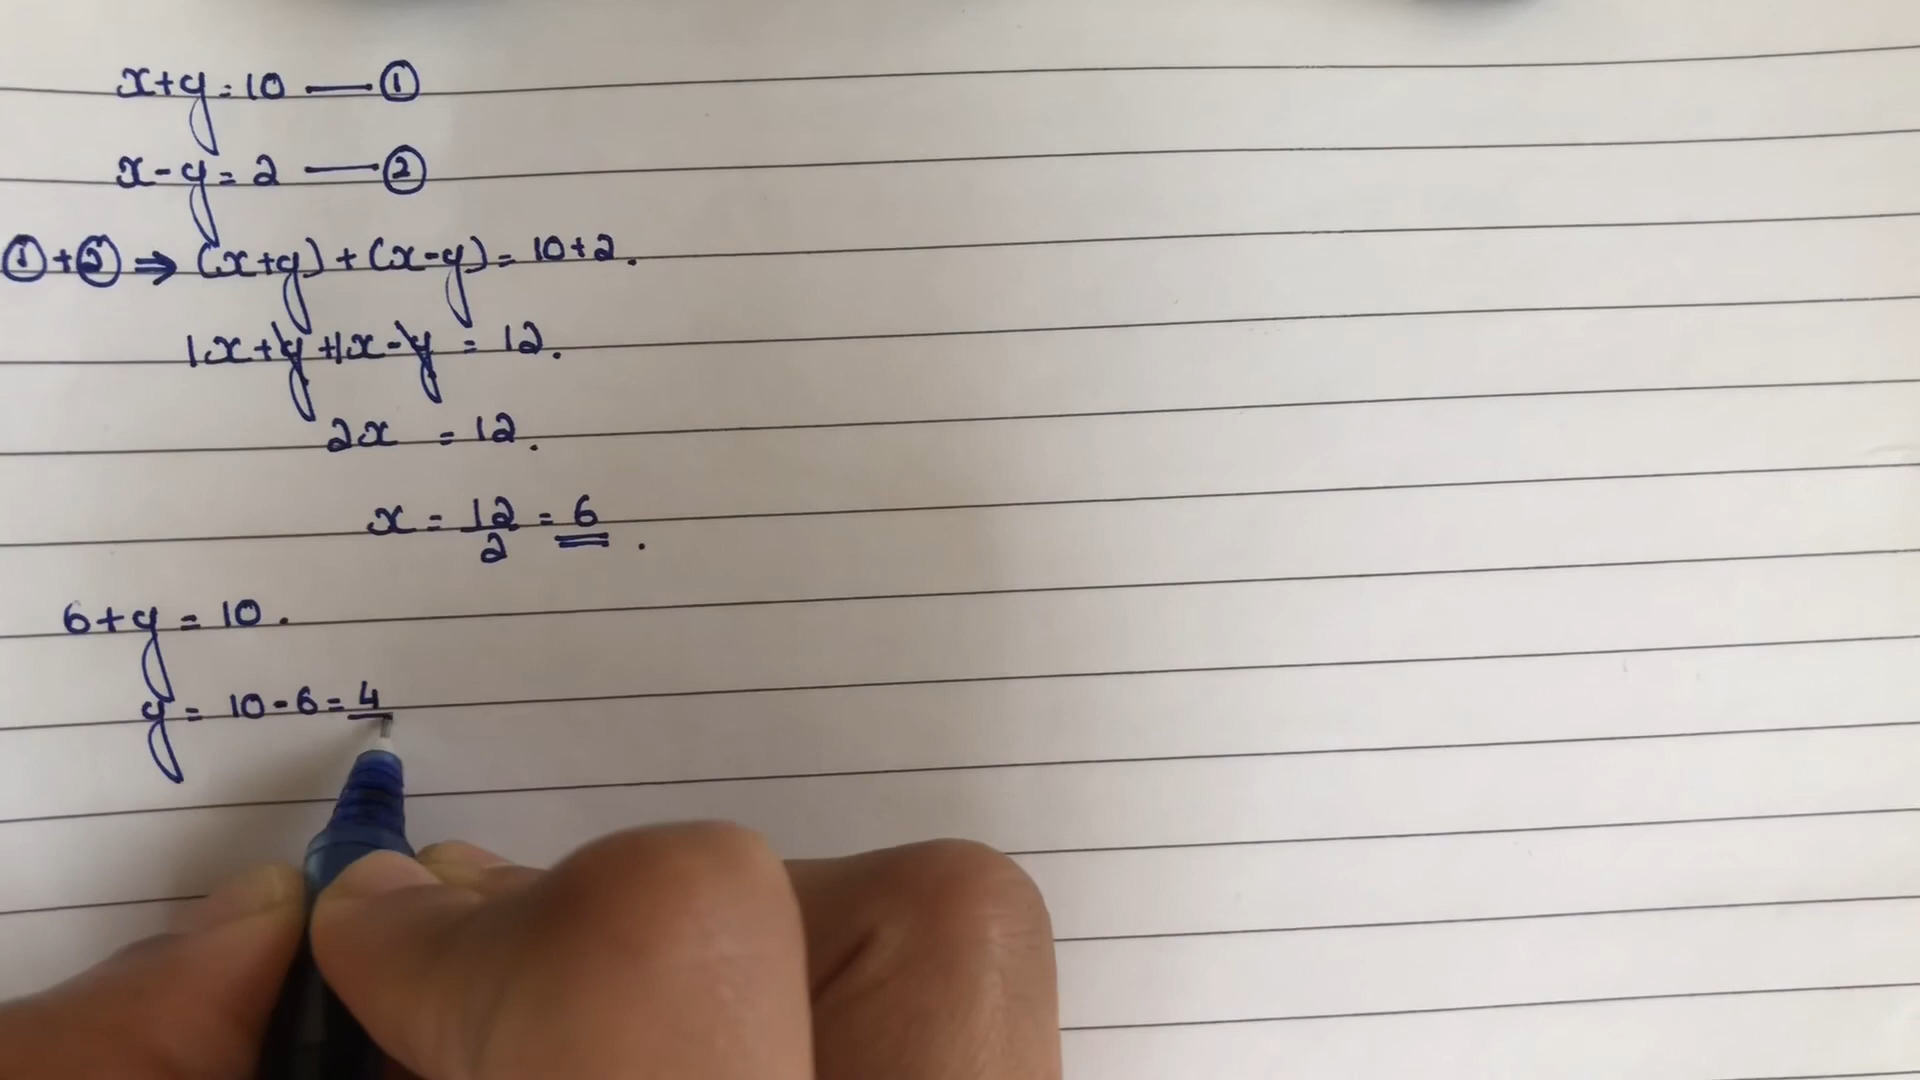 x+y=10 —— ①
x-y=2 —— ②
①+② ⇒ (x+y)+(x-y)=10+2.
1x+y+1x-y = 12.
2x = 12.
x = 12/2 = 6.
6+y = 10.
y = 10-6=4